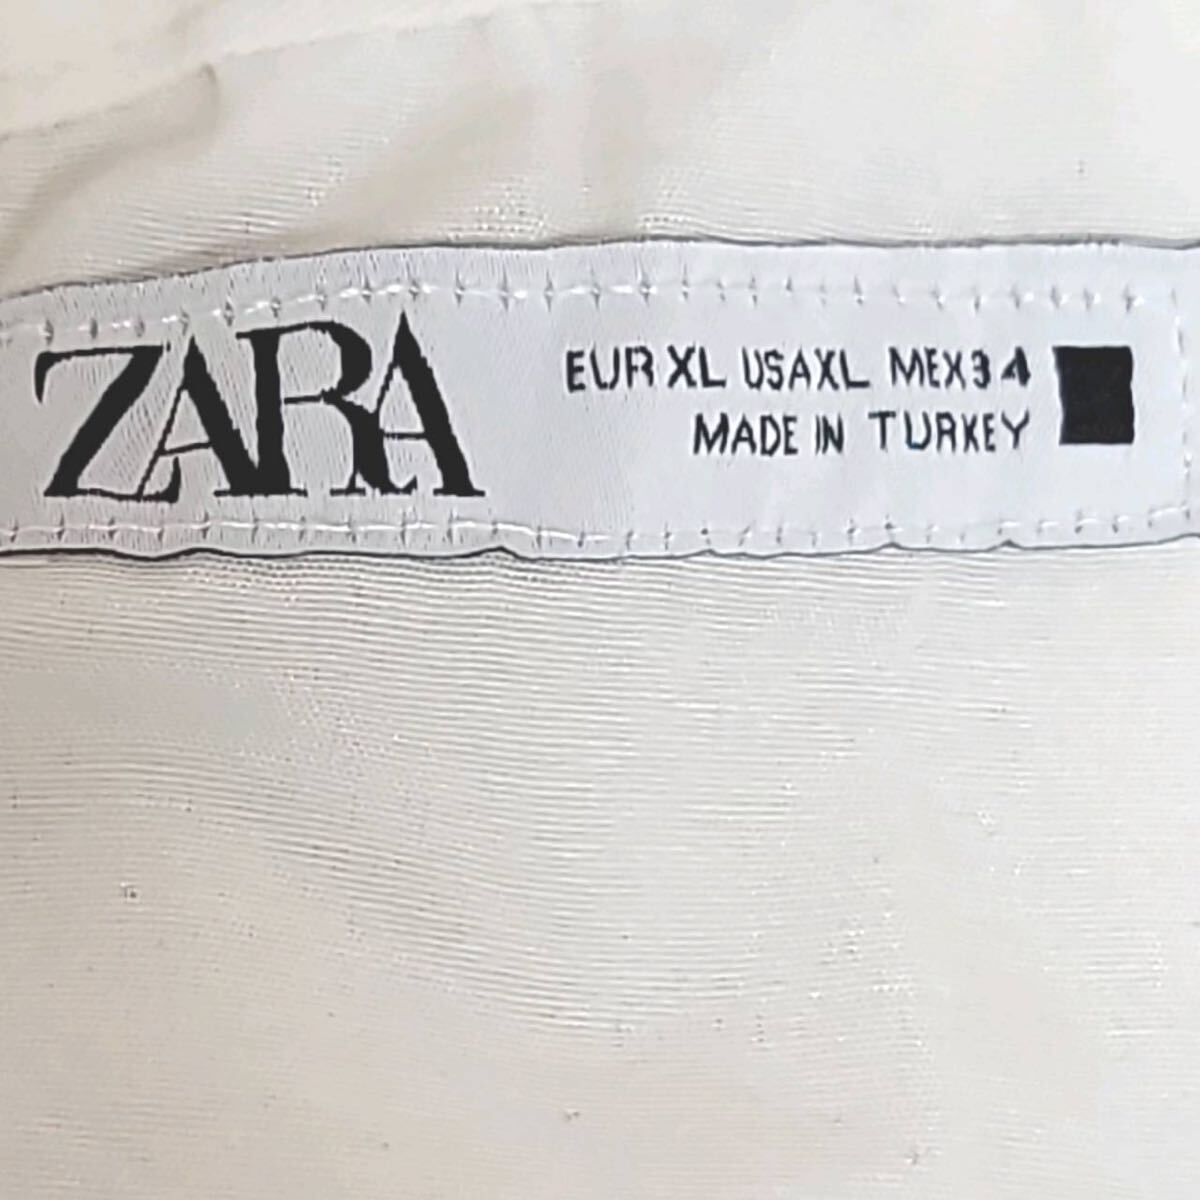 ZARA
EUR XL USA XL MEX 34
MADE IN TURKEY